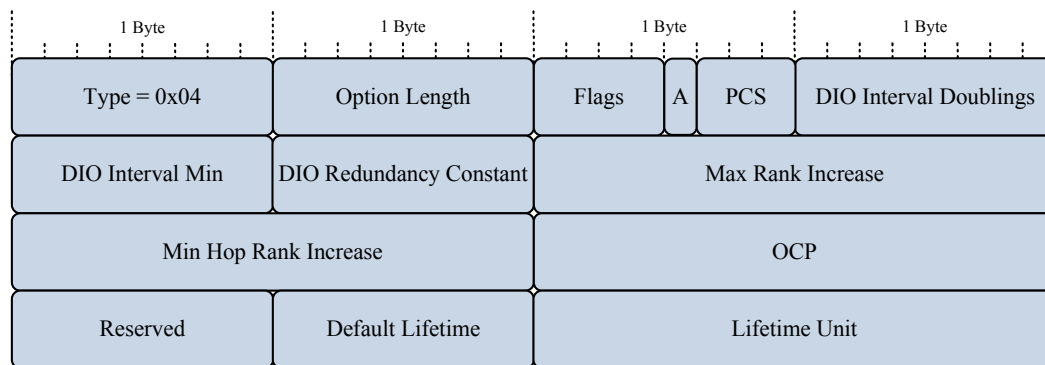 1 Byte 1 Byte 1 Byte 1 Byte
Type = 0x04 Option Length Flags A PCS DIO Interval Doublings
DIO Interval Min DIO Redundancy Constant Max Rank Increase
Min Hop Rank Increase OCP
Reserved Default Lifetime Lifetime Unit